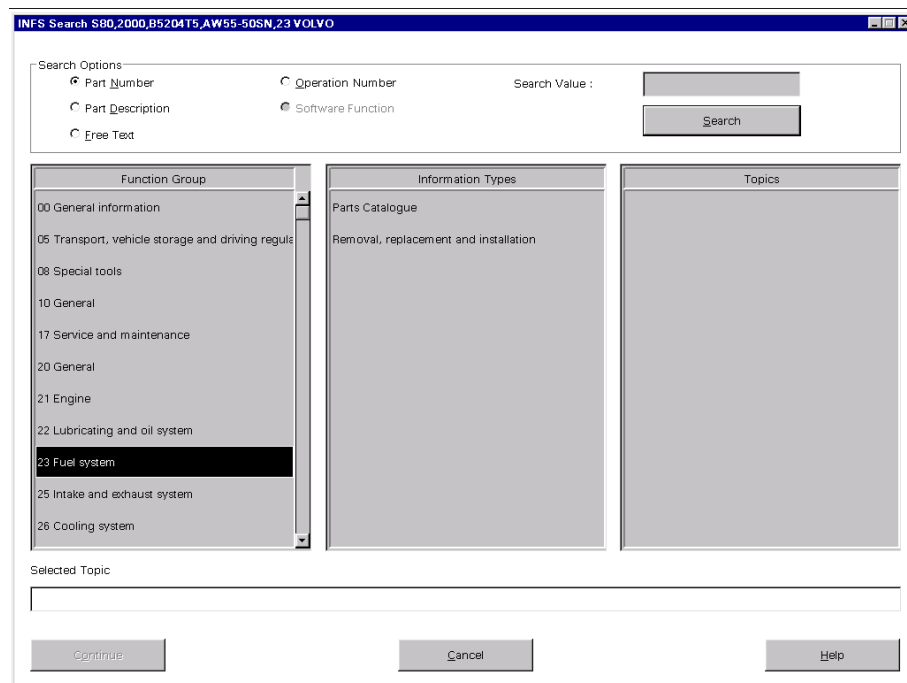 INFS Search S80,2000,B5204T5,AW55-50SN,23 VOLVO
Search Options
Part Number
Operation Number
Search Value :
Part Description
Software Function
Search
Free Text
Function Group
Information Types
Topics
00 General information
Parts Catalogue
05 Transport, vehicle storage and driving regula
Removal, replacement and installation
08 Special tools
10 General
17 Service and maintenance
20 General
21 Engine
22 Lubricating and oil system
23 Fuel system
25 Intake and exhaust system
26 Cooling system
Selected Topic
Continue
Cancel
Help